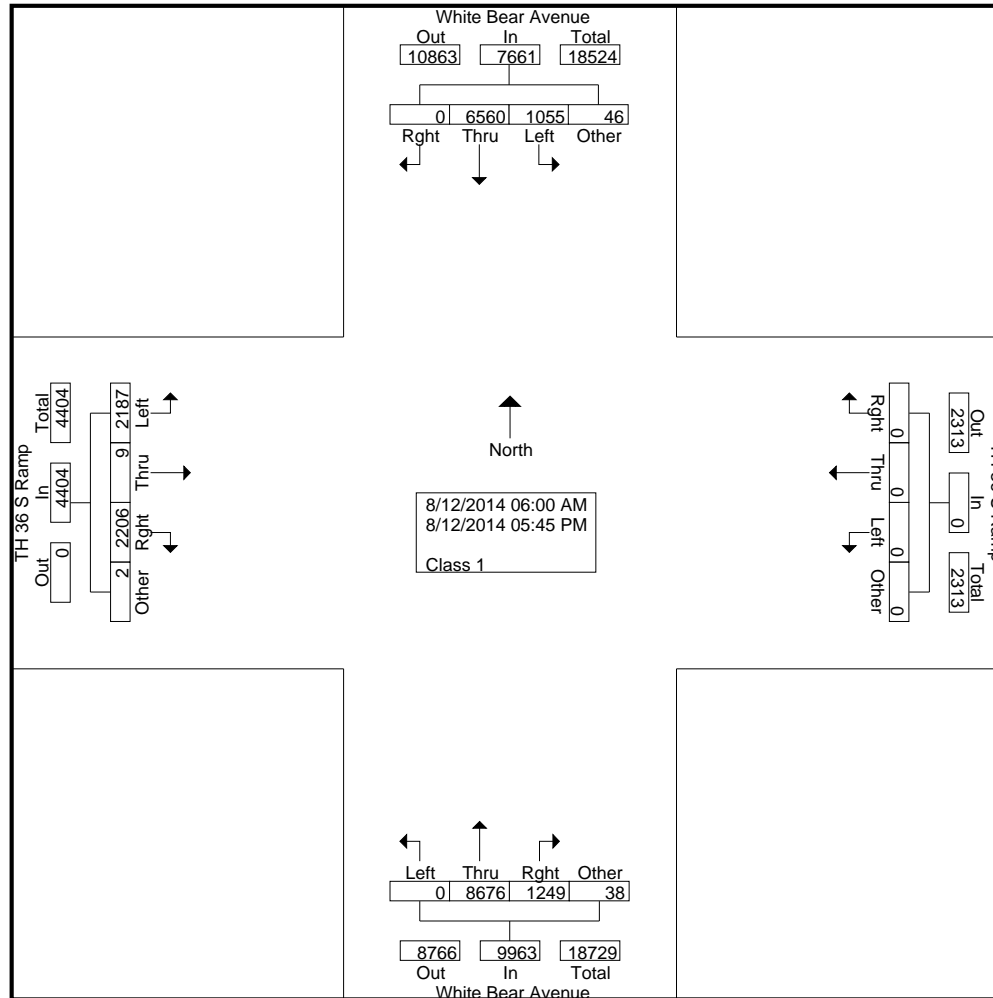 White Bear Avenue
Out In Total
10863 7661 18524
0 6560 1055 46
Rght Thru Left Other
TH 36 S Ramp
Total In Out
4404 4404 0
2187 9 2206 2
Left Thru Rght Other
North
8/12/2014 06:00 AM
8/12/2014 05:45 PM
Class 1
Rght Thru Left Other
0 0 0 0
Out In Total
2313 0 2313
Left Thru Rght Other
0 8676 1249 38
8766 9963 18729
Out In Total
White Bear Avenue